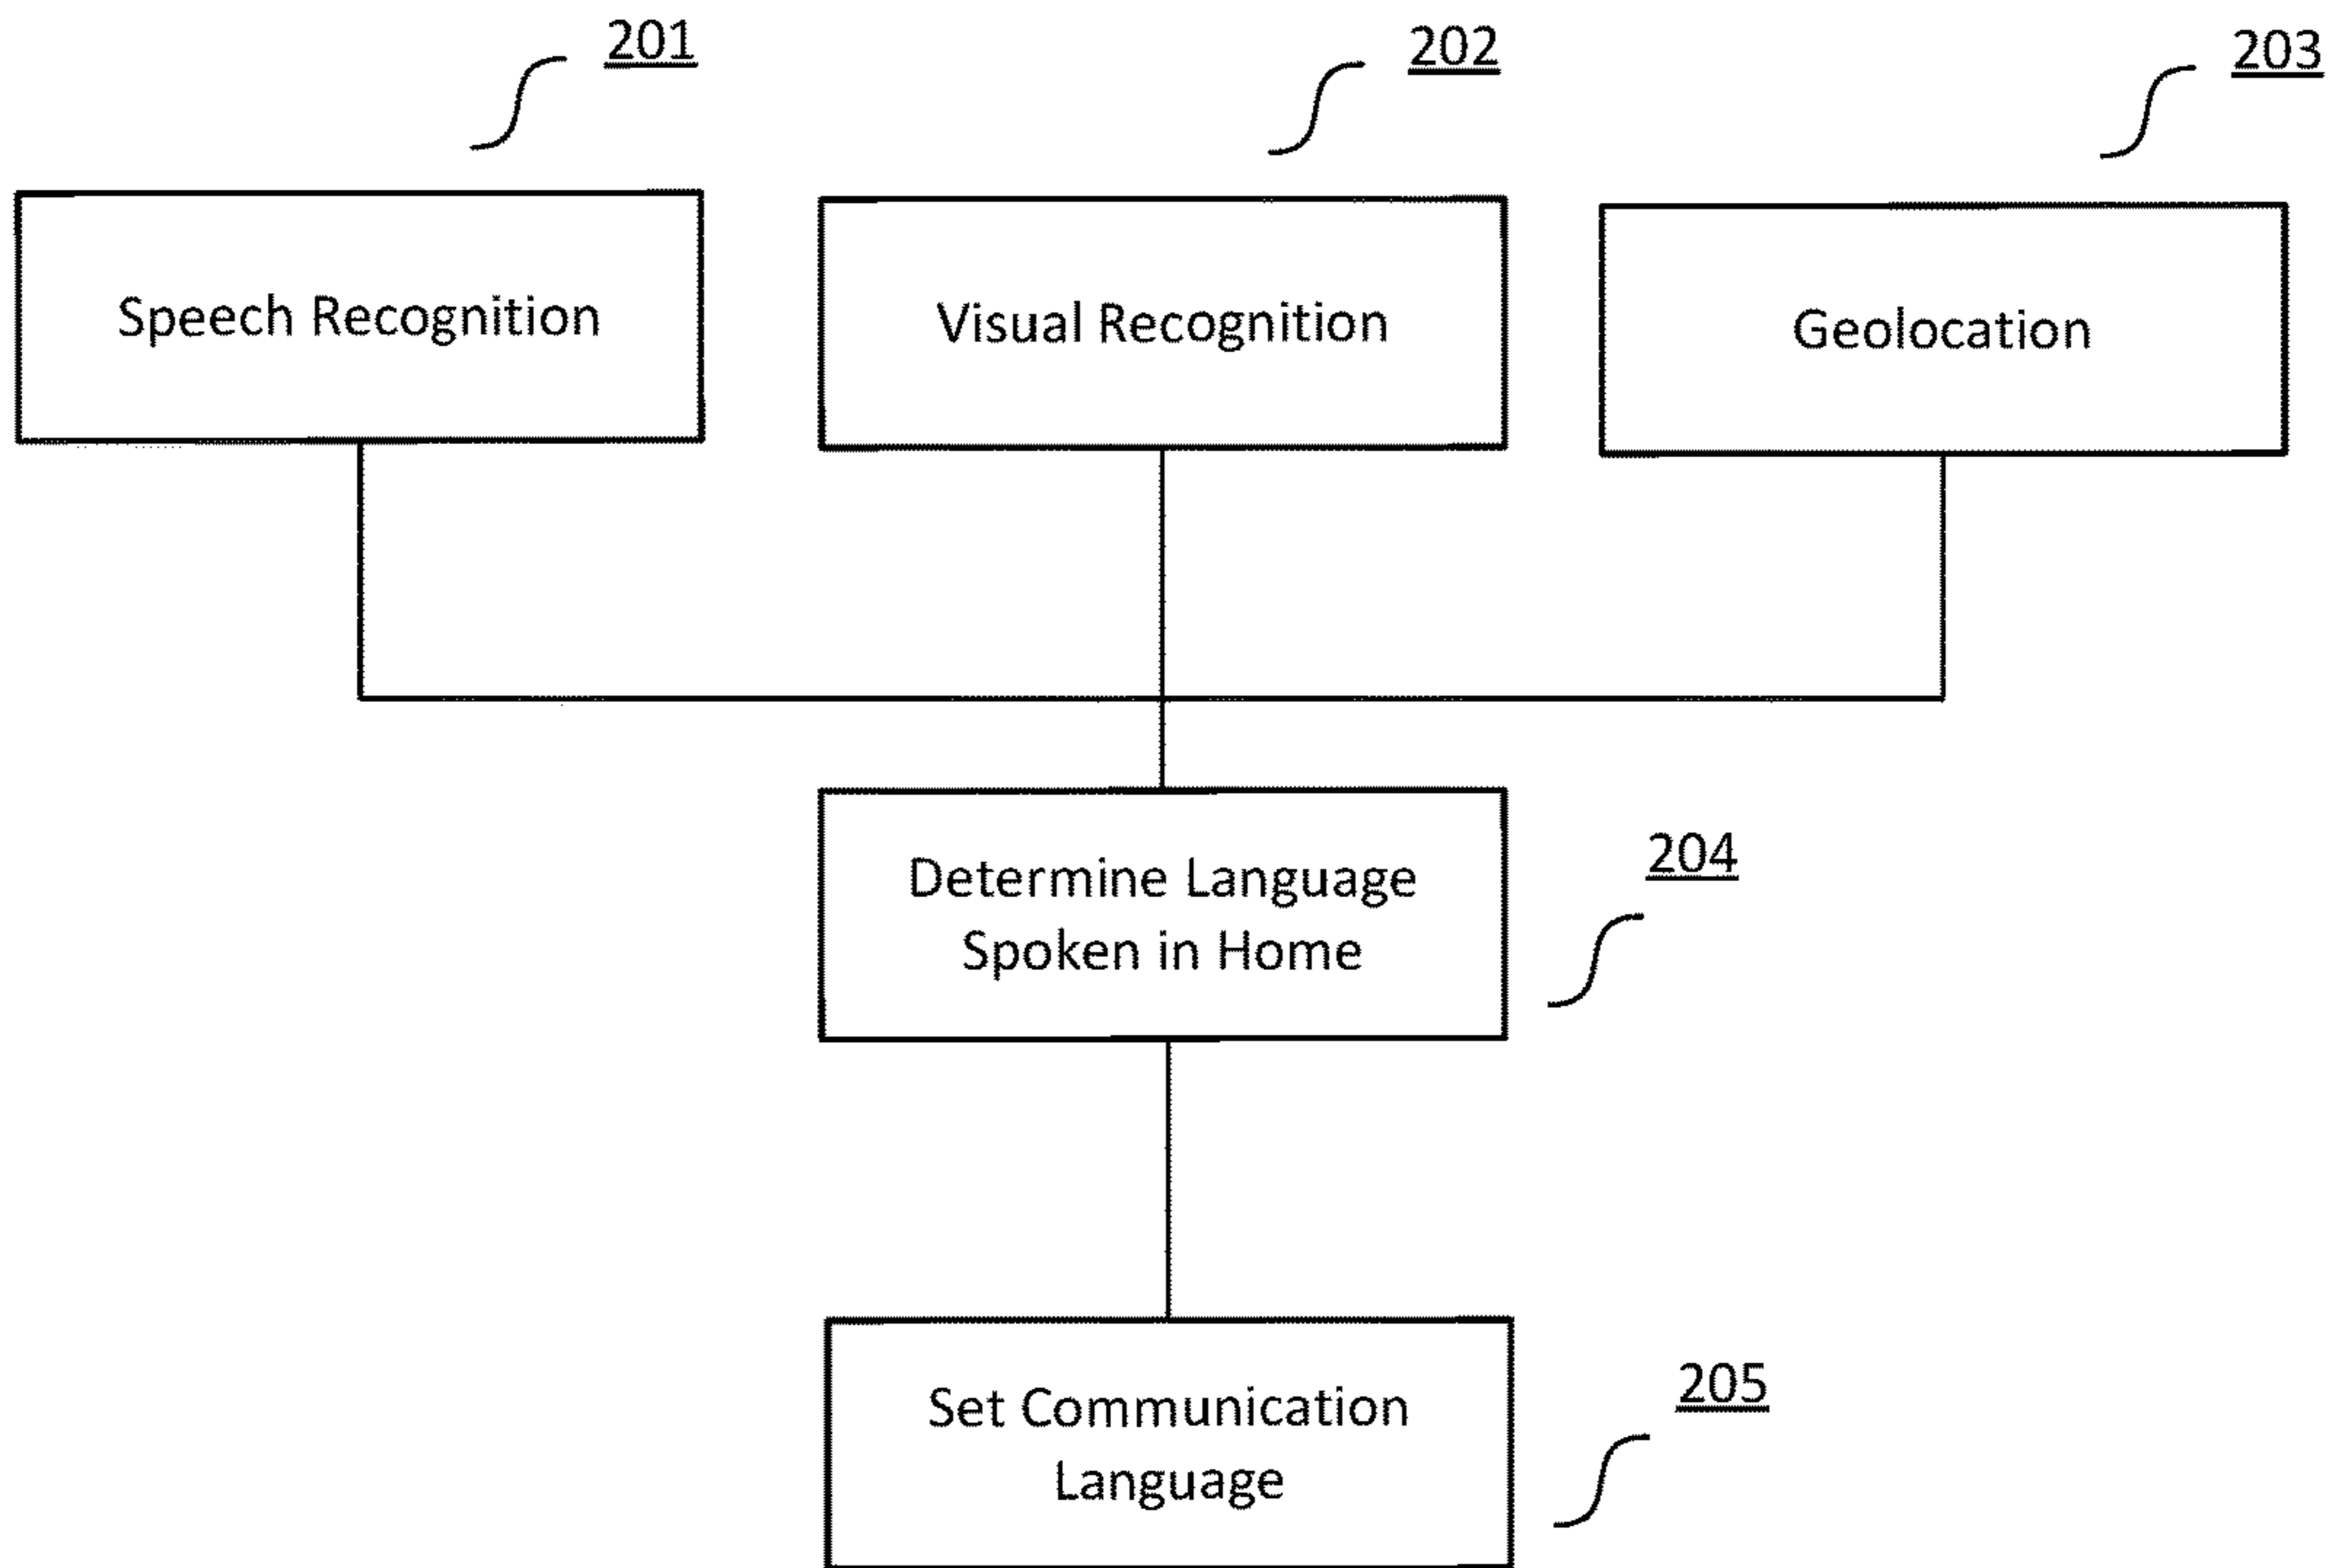 201
202
203
Speech Recognition
Visual Recognition
Geolocation
Determine Language
Spoken in Home
204
Set Communication
Language
205